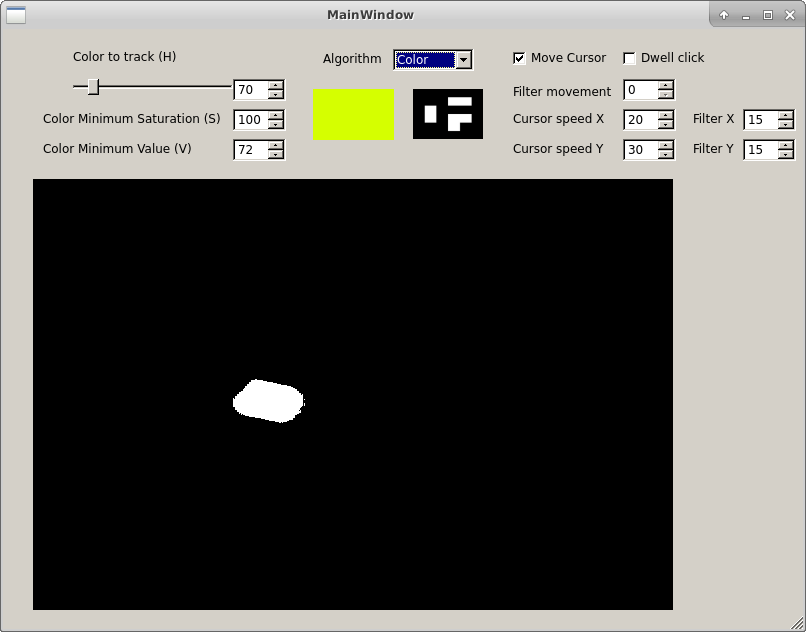 MainWindow
Color to track (H)
Algorithm Color
Move Cursor Dwell click
70
Filter movement 0
Color Minimum Saturation (S) 100
Cursor speed X 20 Filter X 15
Color Minimum Value (V) 72
Cursor speed Y 30 Filter Y 15